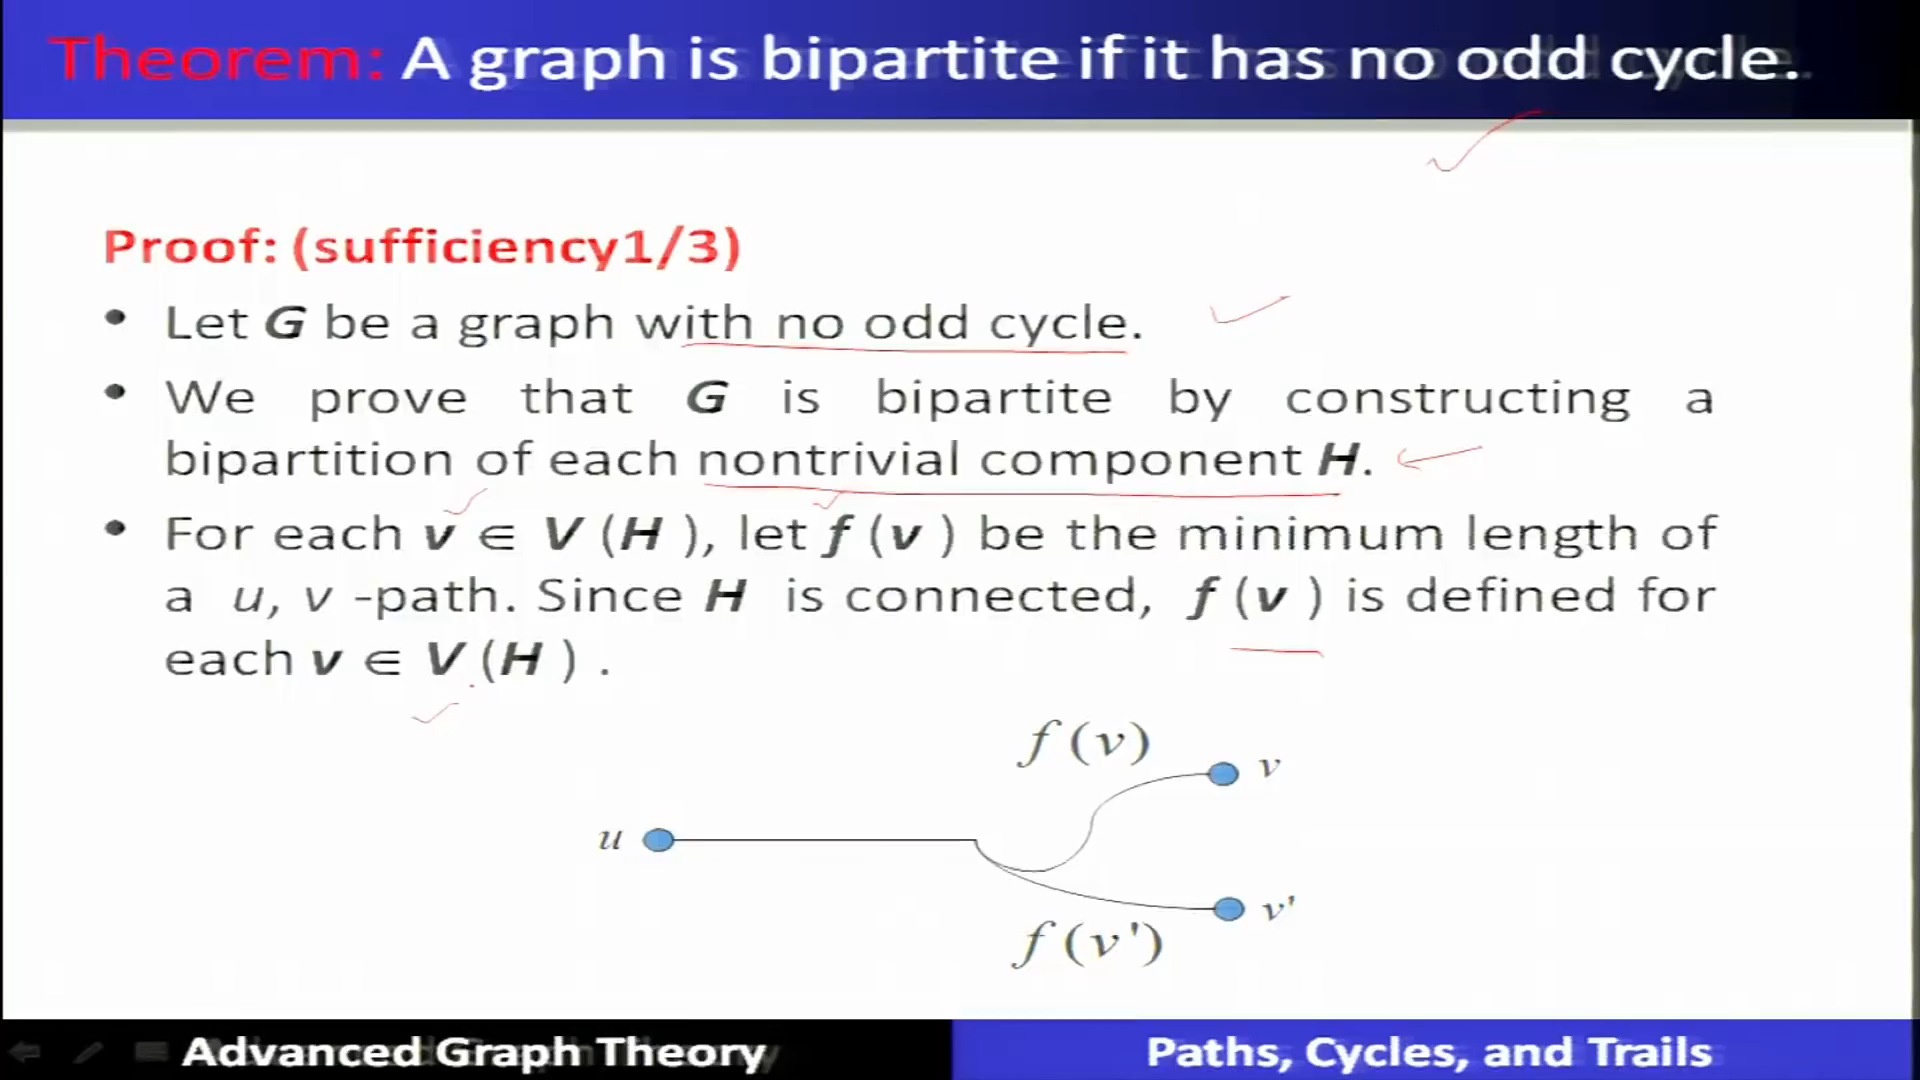 Theorem: A graph is bipartite if it has no odd cycle.
Proof: (sufficiency1/3)
• Let G be a graph with no odd cycle.
• We prove that G is bipartite by constructing a
bipartition of each nontrivial component H.
• For each v ∈ V (H ), let f (v ) be the minimum length of
a u, v -path. Since H is connected, f (v ) is defined for
each v ∈ V (H ) .
f (v)
v
u
v'
f (v')
Advanced Graph Theory
Paths, Cycles, and Trails